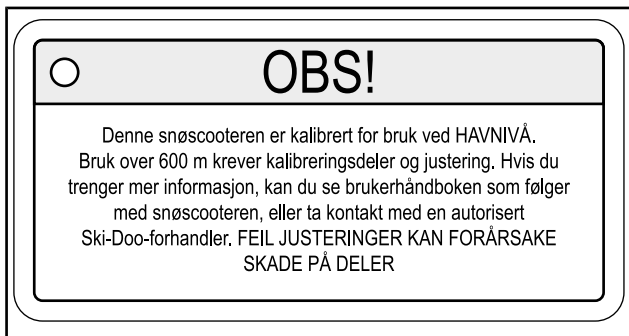 OBS!
Denne snøscooteren er kalibrert for bruk ved HAVNIVÅ.
Bruk over 600 m krever kalibreringsdeler og justering. Hvis du
trenger mer informasjon, kan du se brukerhåndboken som følger
med snøscooteren, eller ta kontakt med en autorisert
Ski-Doo-forhandler. FEIL JUSTERINGER KAN FORÅRSAKE
SKADE PÅ DELER